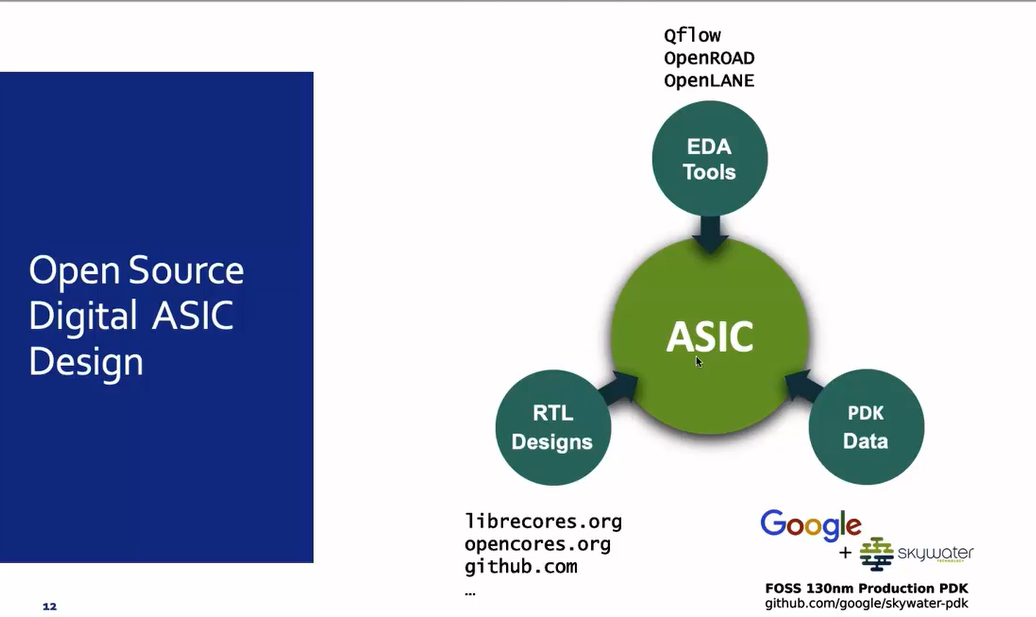 Open Source
Digital ASIC
Design
Qflow
OpenROAD
OpenLANE
EDA
Tools
ASIC
RTL
Designs
PDK
Data
librecores.org
opencores.org
github.com
...
Google
+ skywater
TECHNOLOGY
FOSS 130nm Production PDK
github.com/google/skywater-pdk
12